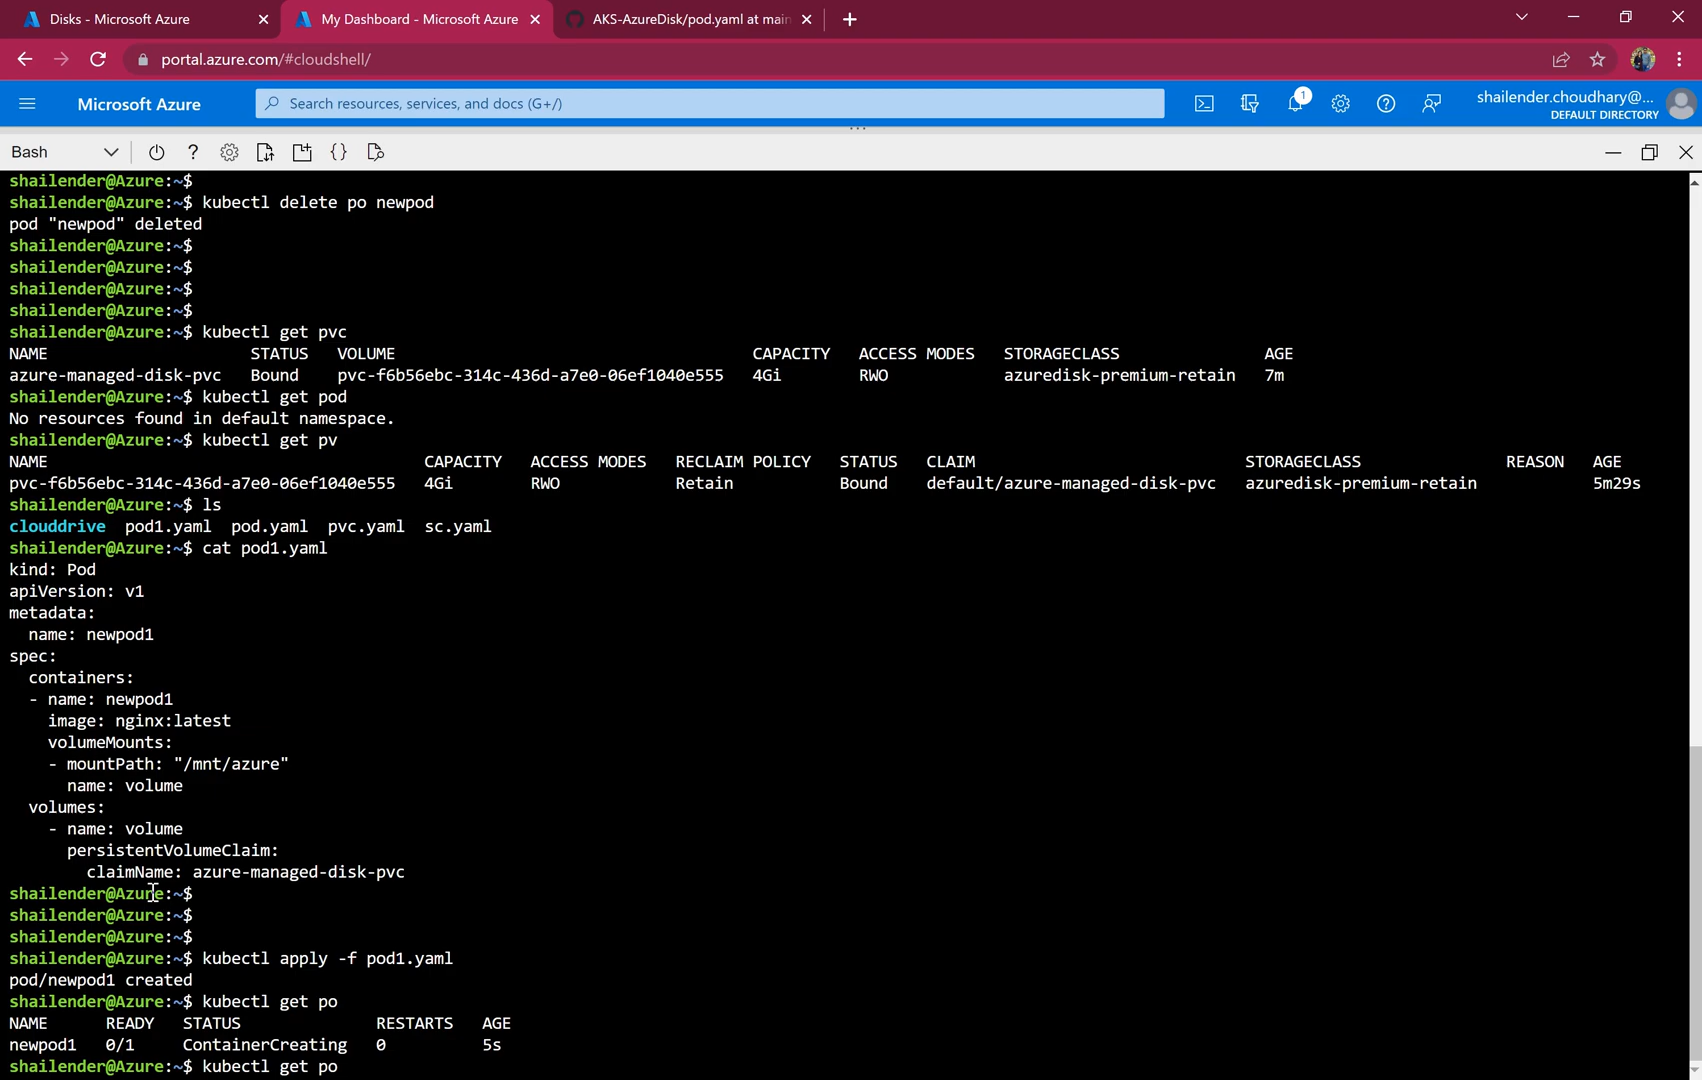 Disks - Microsoft Azure
My Dashboard - Microsoft Azure
AKS-AzureDisk/pod.yaml at main
portal.azure.com/#cloudshell/
Microsoft Azure
Search resources, services, and docs (G+/)
1
shailender.choudhary@...
DEFAULT DIRECTORY
Bash
shailender@Azure:~$
shailender@Azure:~$ kubectl delete po newpod
pod "newpod" deleted
shailender@Azure:~$
shailender@Azure:~$
shailender@Azure:~$
shailender@Azure:~$
shailender@Azure:~$ kubectl get pvc
NAME STATUS VOLUME CAPACITY ACCESS MODES STORAGECLASS AGE
azure-managed-disk-pvc Bound pvc-f6b56ebc-314c-436d-a7e0-06ef1040e555 4Gi RWO azuredisk-premium-retain 7m
shailender@Azure:~$ kubectl get pod
No resources found in default namespace.
shailender@Azure:~$ kubectl get pv
NAME CAPACITY ACCESS MODES RECLAIM POLICY STATUS CLAIM STORAGECLASS REASON AGE
pvc-f6b56ebc-314c-436d-a7e0-06ef1040e555 4Gi RWO Retain Bound default/azure-managed-disk-pvc azuredisk-premium-retain 5m29s
shailender@Azure:~$ ls
clouddrive pod1.yaml pod.yaml pvc.yaml sc.yaml
shailender@Azure:~$ cat pod1.yaml
kind: Pod
apiVersion: v1
metadata:
  name: newpod1
spec:
  containers:
  - name: newpod1
    image: nginx:latest
    volumeMounts:
    - mountPath: "/mnt/azure"
      name: volume
  volumes:
    - name: volume
      persistentVolumeClaim:
        claimName: azure-managed-disk-pvc
shailender@Azure:~$
shailender@Azure:~$
shailender@Azure:~$
shailender@Azure:~$ kubectl apply -f pod1.yaml
pod/newpod1 created
shailender@Azure:~$ kubectl get po
NAME READY STATUS RESTARTS AGE
newpod1 0/1 ContainerCreating 0 5s
shailender@Azure:~$ kubectl get po